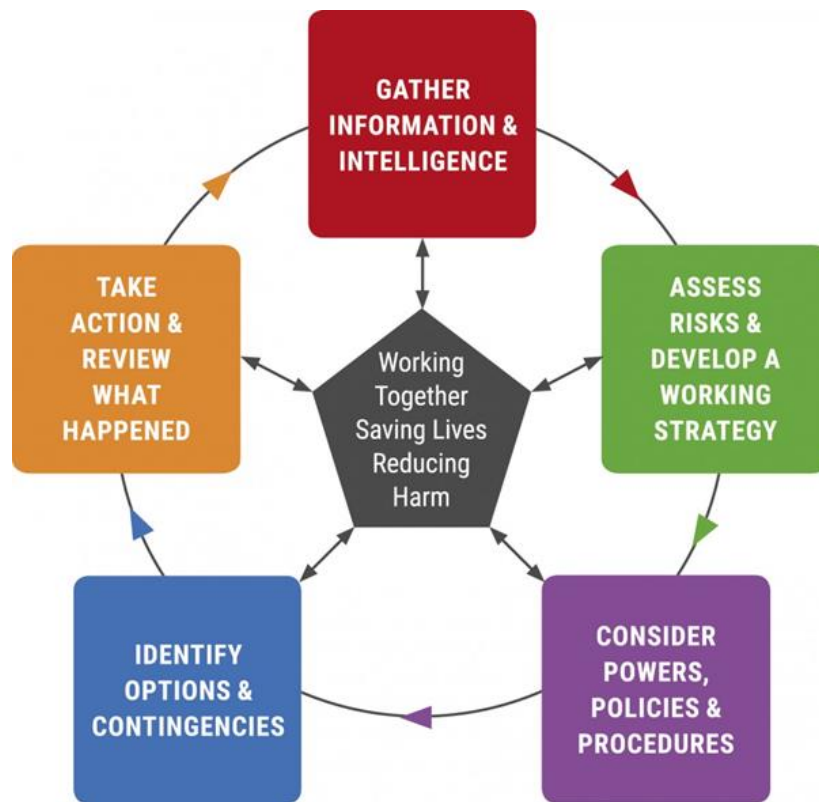 GATHER
INFORMATION &
INTELLIGENCE
ASSESS
RISKS &
DEVELOP A
WORKING
STRATEGY
CONSIDER
POWERS,
POLICIES &
PROCEDURES
IDENTIFY
OPTIONS &
CONTINGENCIES
TAKE
ACTION &
REVIEW
WHAT
HAPPENED
Working
Together
Saving Lives
Reducing
Harm